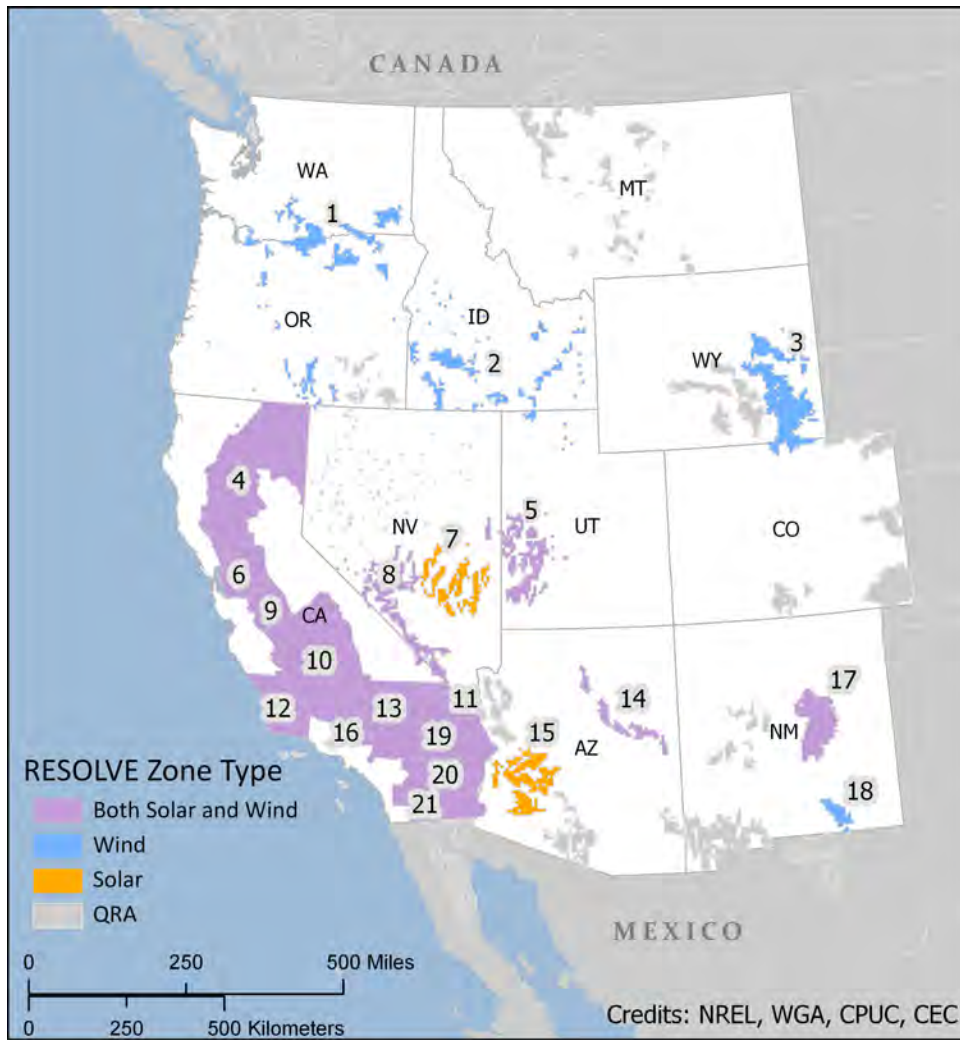 CANADA
WA
MT
1
OR
ID
2
WY
3
4
NV
7
5
UT
CO
8
6
9
CA
10
11
12
13
14
15
16
17
NM
AZ
18
19
20
21
RESOLVE Zone Type
Both Solar and Wind
Wind
Solar
QRA
MEXICO
0 250 500 Miles
0 250 500 Kilometers
Credits: NREL, WGA, CPUC, CEC